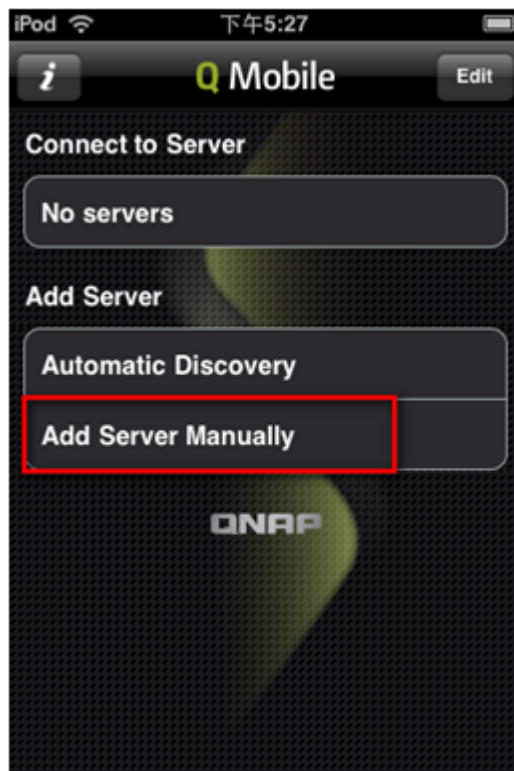 iPod 下午5:27
i Q Mobile Edit
Connect to Server
No servers
Add Server
Automatic Discovery
Add Server Manually
QNAP